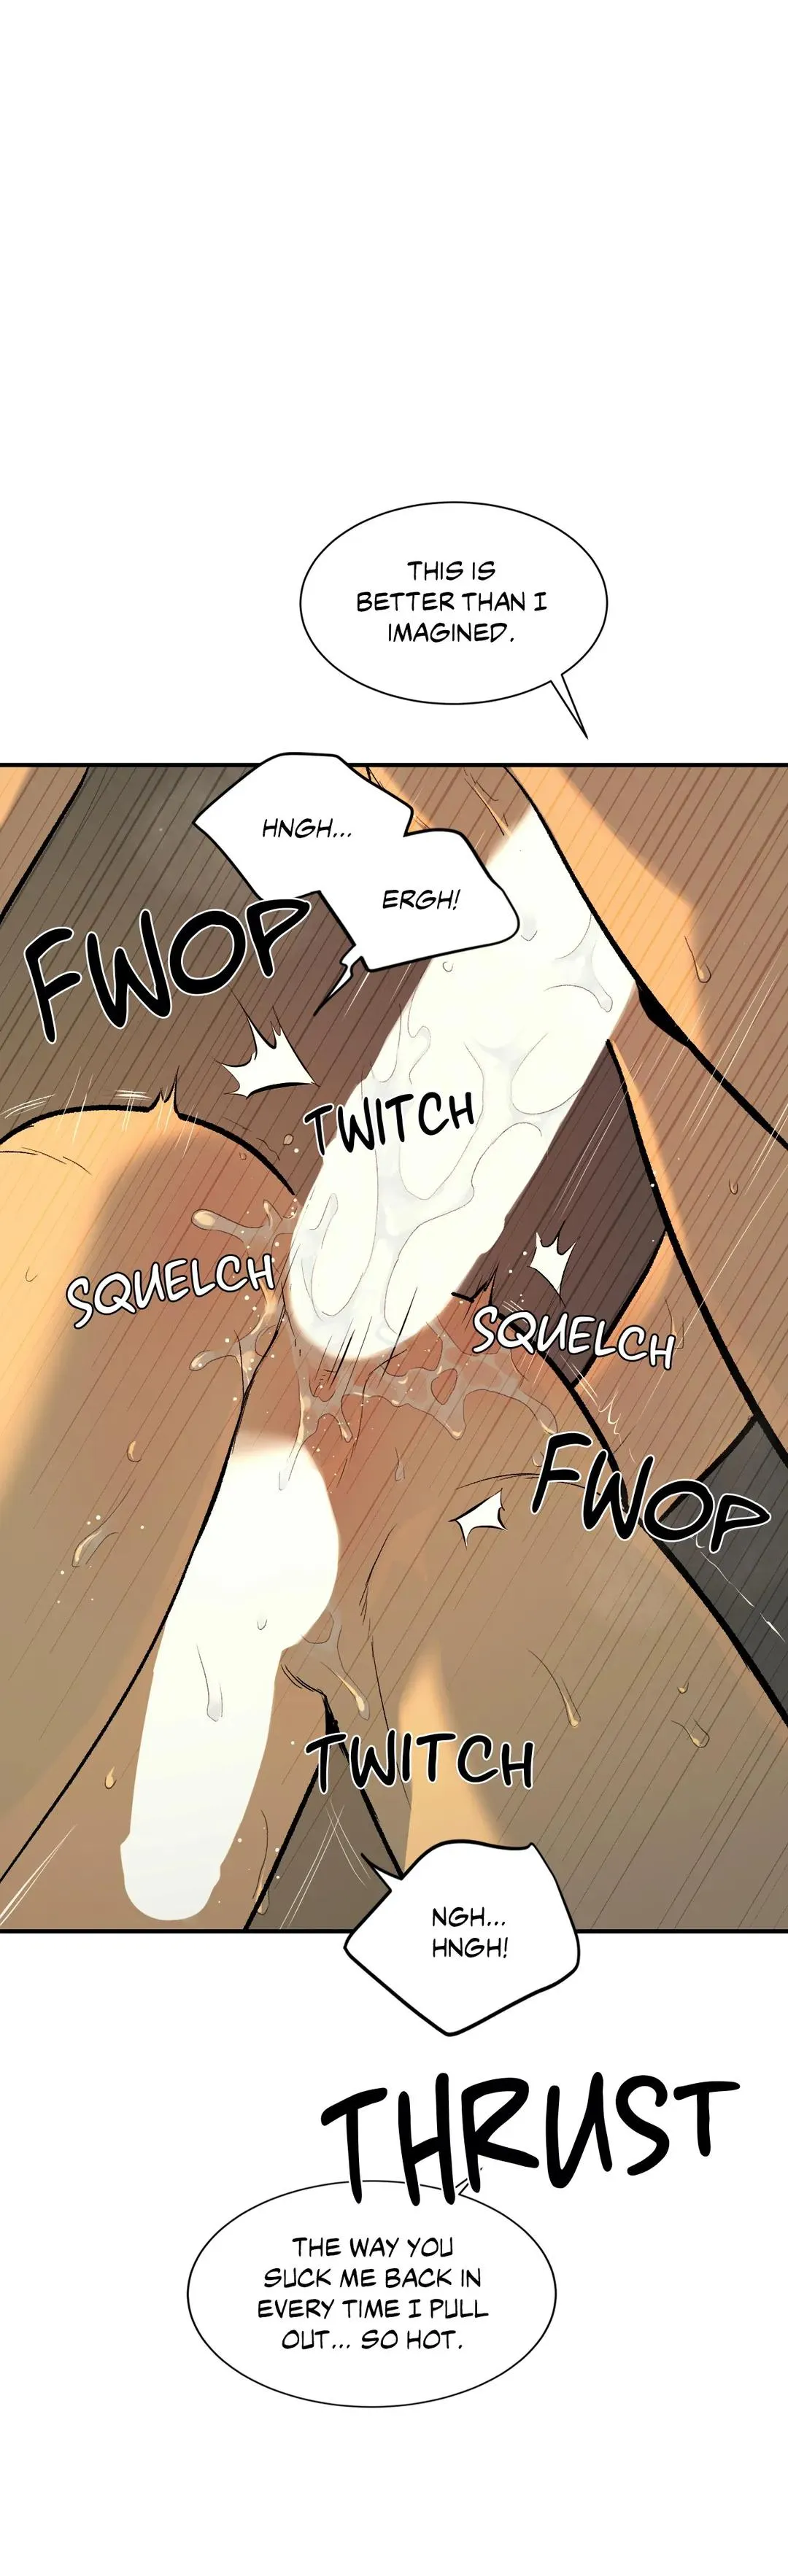 THIS IS
BETTER THAN I
IMAGINED.
HNGH...
ERGH!
FWOP
TWITCH
SQUELCH
SQUELCH
FWOP
TWITCH
NGH...
HNGH!
THRUST
THE WAY YOU
SUCK ME BACK IN
EVERY TIME I PULL
OUT... SO HOT.